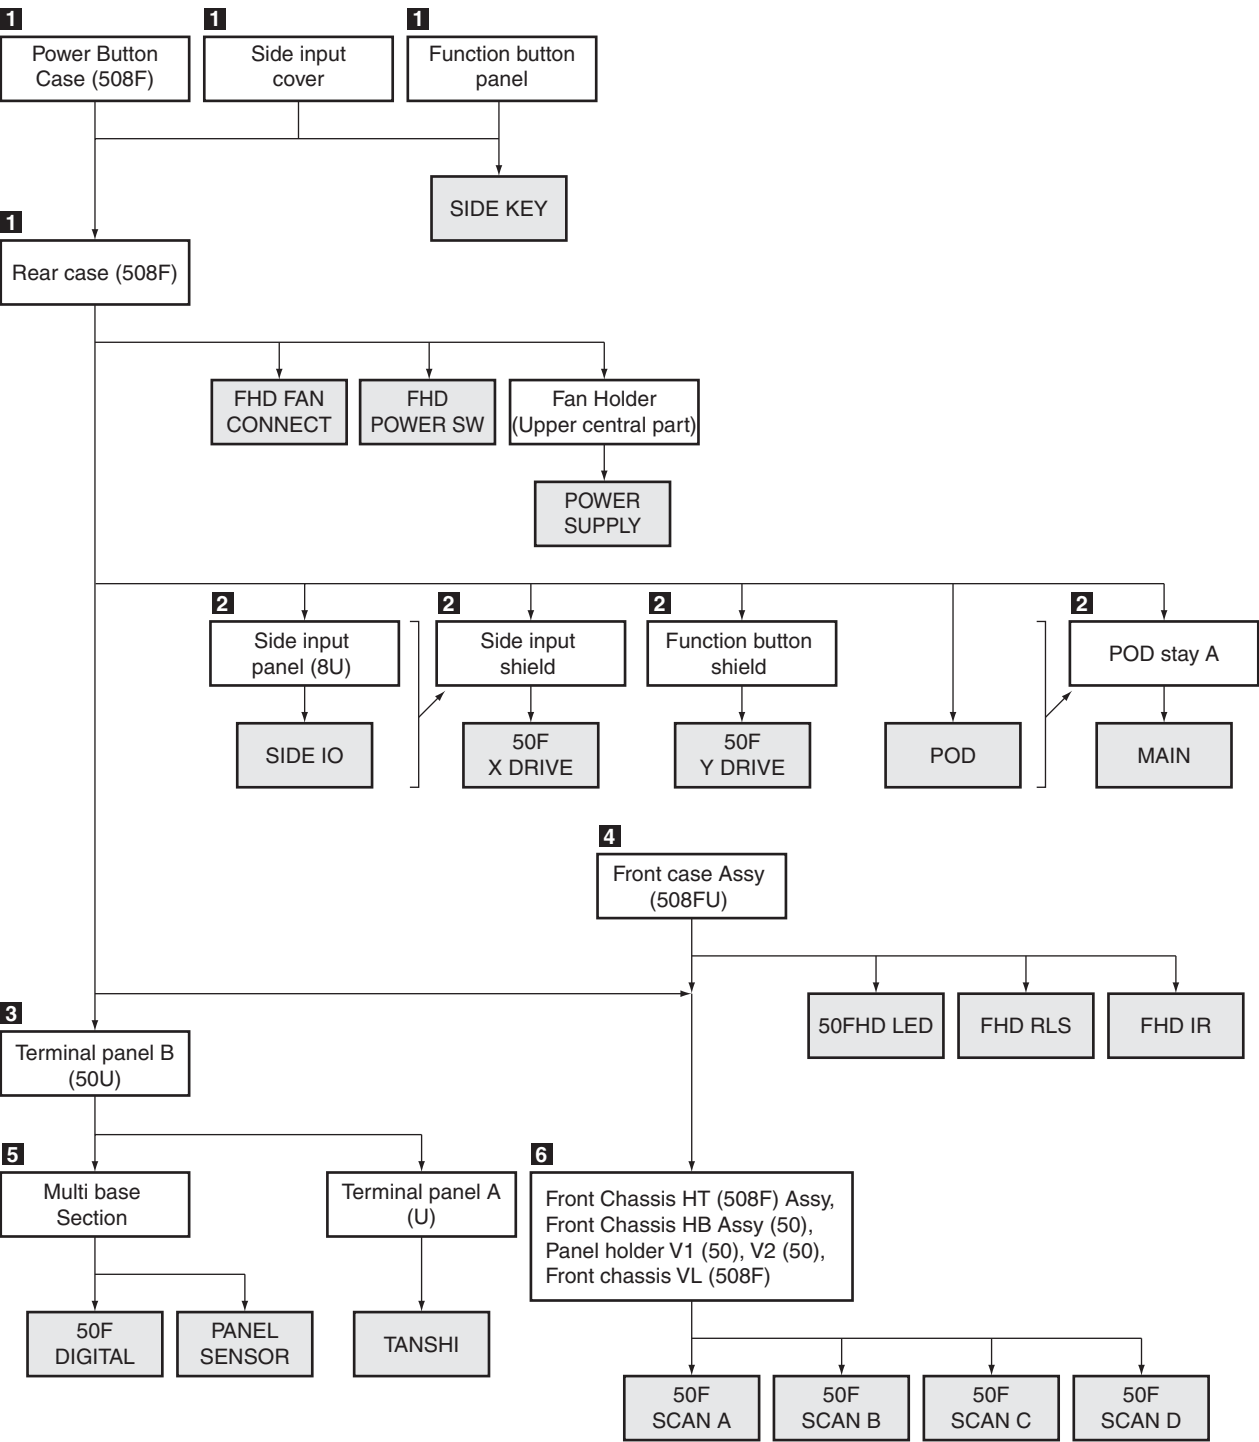 1
Power Button
Case (508F)
1
Side input
cover
1
Function button
panel
SIDE KEY
1
Rear case (508F)
FHD FAN
CONNECT
FHD
POWER SW
Fan Holder
(Upper central part)
POWER
SUPPLY
2
Side input
panel (8U)
2
Side input
shield
2
Function button
shield
2
POD stay A
SIDE IO
50F
X DRIVE
50F
Y DRIVE
POD
MAIN
4
Front case Assy
(508FU)
50FHD LED
FHD RLS
FHD IR
3
Terminal panel B
(50U)
5
Multi base
Section
Terminal panel A
(U)
6
Front Chassis HT (508F) Assy,
Front Chassis HB Assy (50),
Panel holder V1 (50), V2 (50),
Front chassis VL (508F)
50F
DIGITAL
PANEL
SENSOR
TANSHI
50F
SCAN A
50F
SCAN B
50F
SCAN C
50F
SCAN D